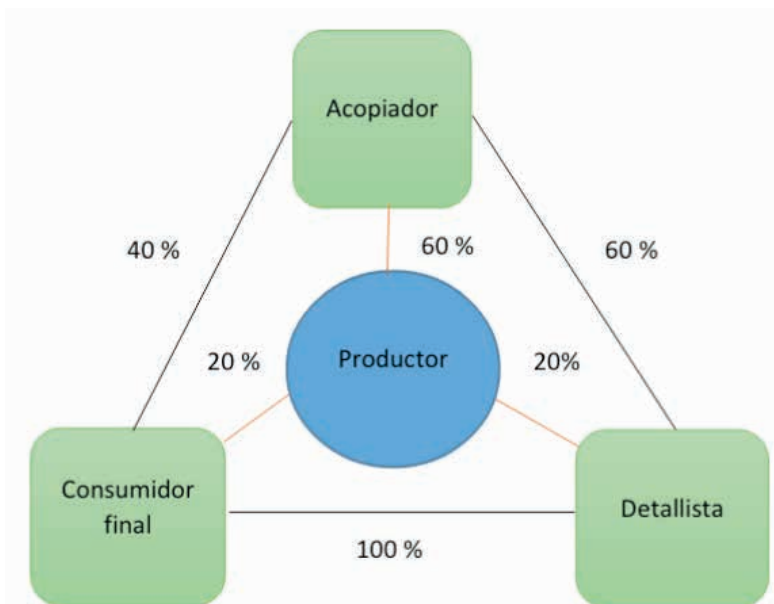 Acopiador
40 %
60 %
60 %
20 %
Productor
20%
Consumidor
final
Detallista
100 %